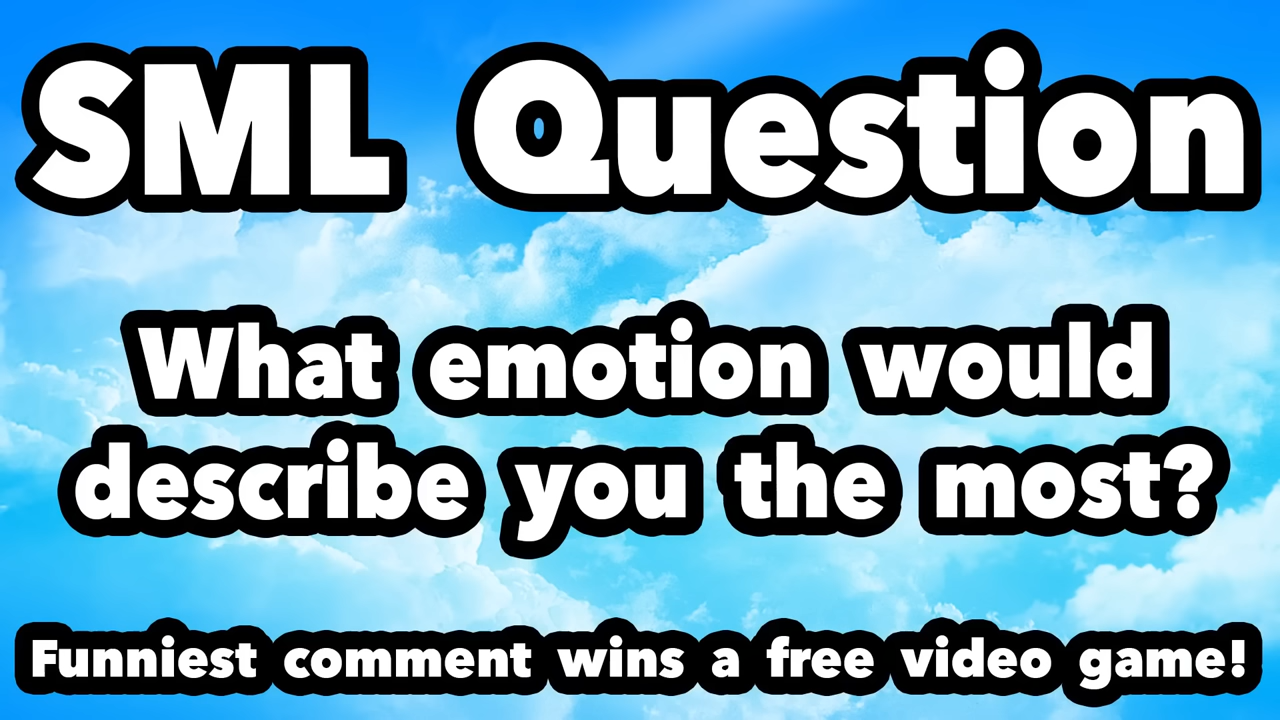 SML Question
What emotion would
describe you the most?
Funniest comment wins a free video game!